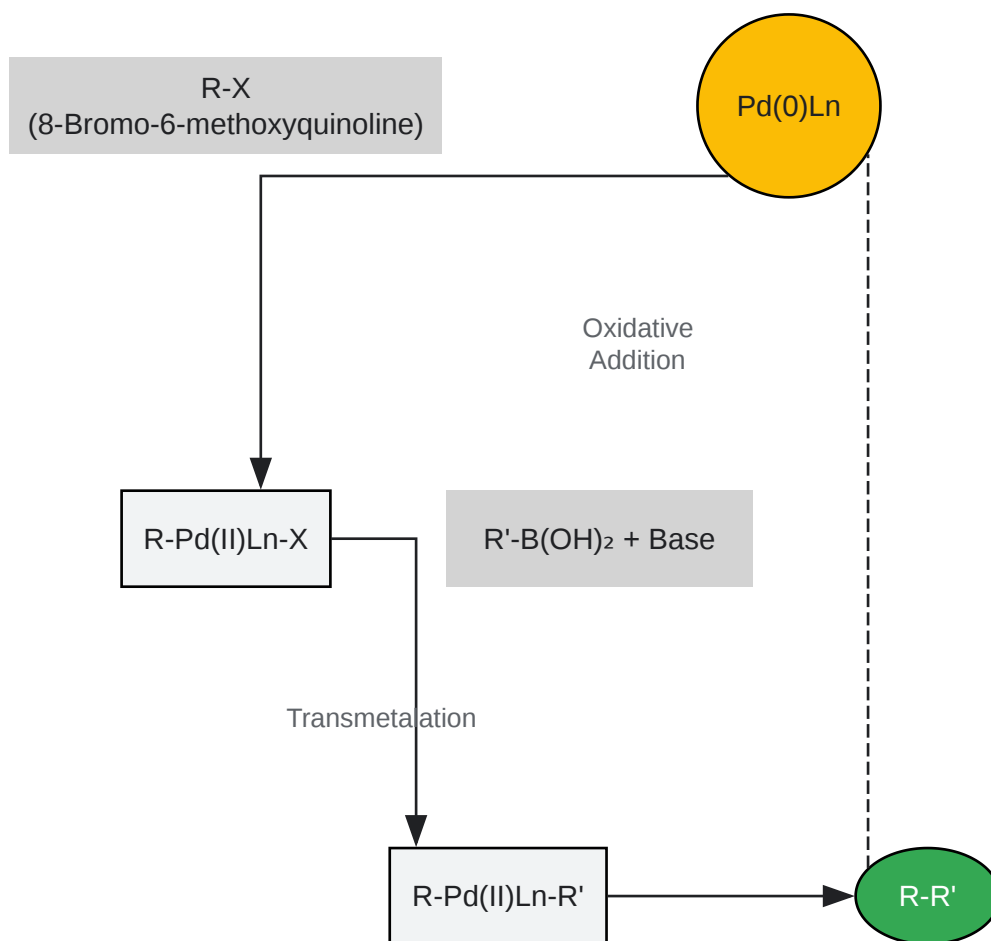 R-X
(8-Bromo-6-methoxyquinoline)
Pd(0)Ln
Oxidative
Addition
R-Pd(II)Ln-X
R'-B(OH)₂ + Base
Transmetalation
R-Pd(II)Ln-R'
R-R'